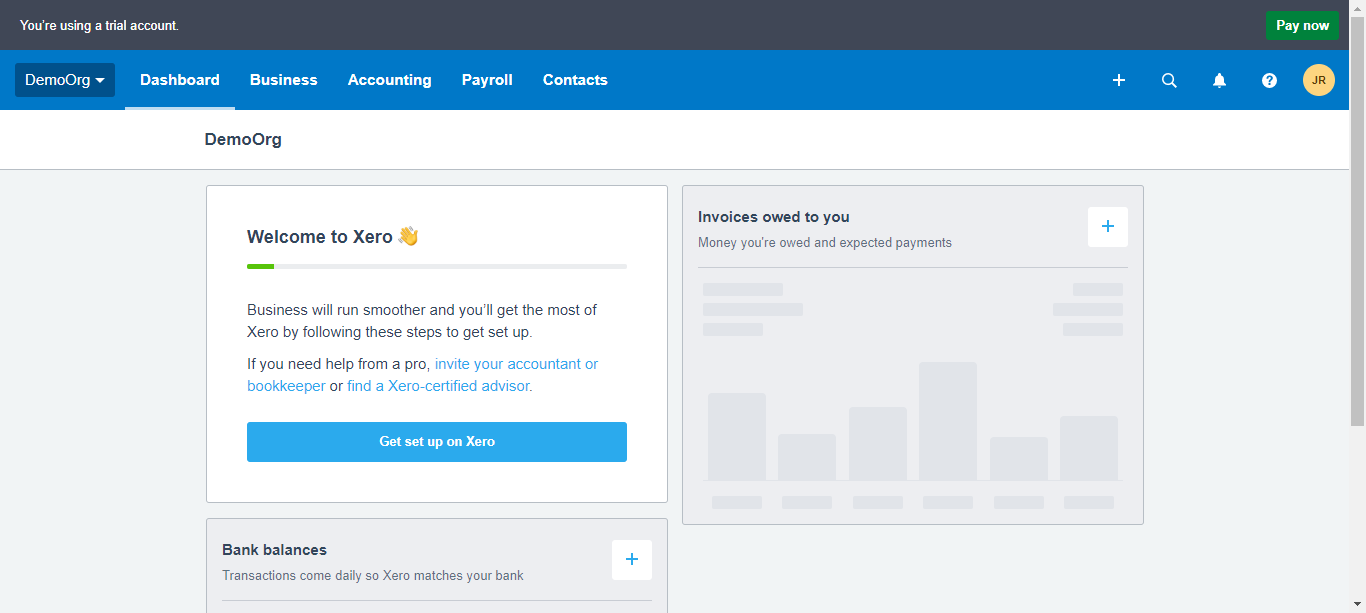 You're using a trial account.
Pay now
DemoOrg
Dashboard
Business
Accounting
Payroll
Contacts
JR
DemoOrg
Welcome to Xero 👋
Business will run smoother and you'll get the most of
Xero by following these steps to get set up.
If you need help from a pro, invite your accountant or
bookkeeper or find a Xero-certified advisor.
Get set up on Xero
Invoices owed to you
Money you're owed and expected payments
Bank balances
Transactions come daily so Xero matches your bank